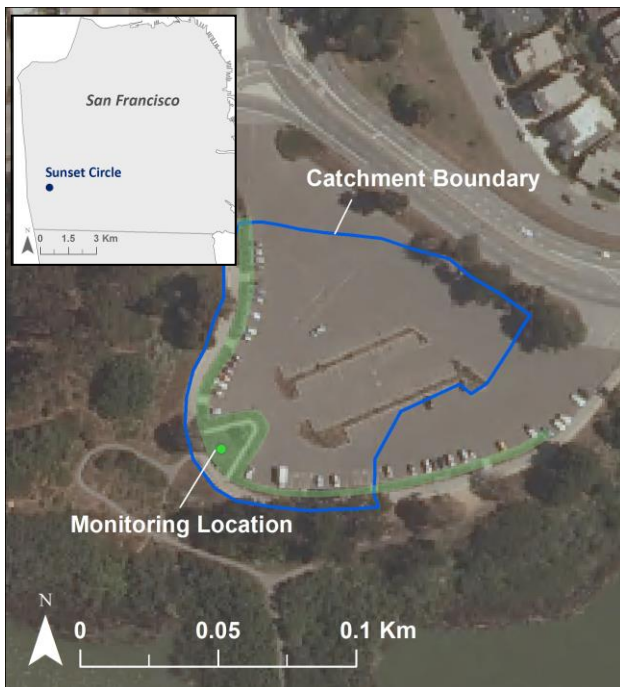 San Francisco
Sunset Circle
N
0 1.5 3 Km
Catchment Boundary
Monitoring Location
N
0 0.05 0.1 Km